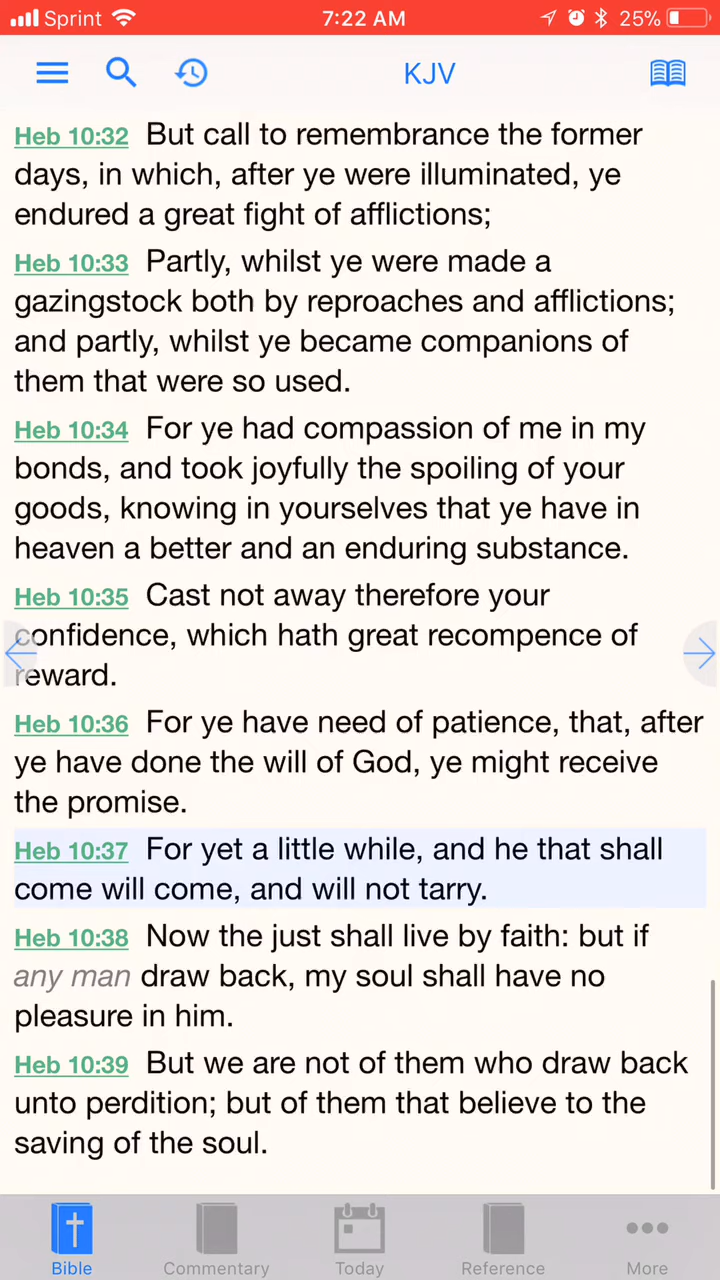 Sprint 7:22 AM 25%
KJV
Heb 10:32 But call to remembrance the former
days, in which, after ye were illuminated, ye
endured a great fight of afflictions;
Heb 10:33 Partly, whilst ye were made a
gazingstock both by reproaches and afflictions;
and partly, whilst ye became companions of
them that were so used.
Heb 10:34 For ye had compassion of me in my
bonds, and took joyfully the spoiling of your
goods, knowing in yourselves that ye have in
heaven a better and an enduring substance.
Heb 10:35 Cast not away therefore your
confidence, which hath great recompence of
reward.
Heb 10:36 For ye have need of patience, that, after
ye have done the will of God, ye might receive
the promise.
Heb 10:37 For yet a little while, and he that shall
come will come, and will not tarry.
Heb 10:38 Now the just shall live by faith: but if
any man draw back, my soul shall have no
pleasure in him.
Heb 10:39 But we are not of them who draw back
unto perdition; but of them that believe to the
saving of the soul.
Bible Commentary Today Reference More